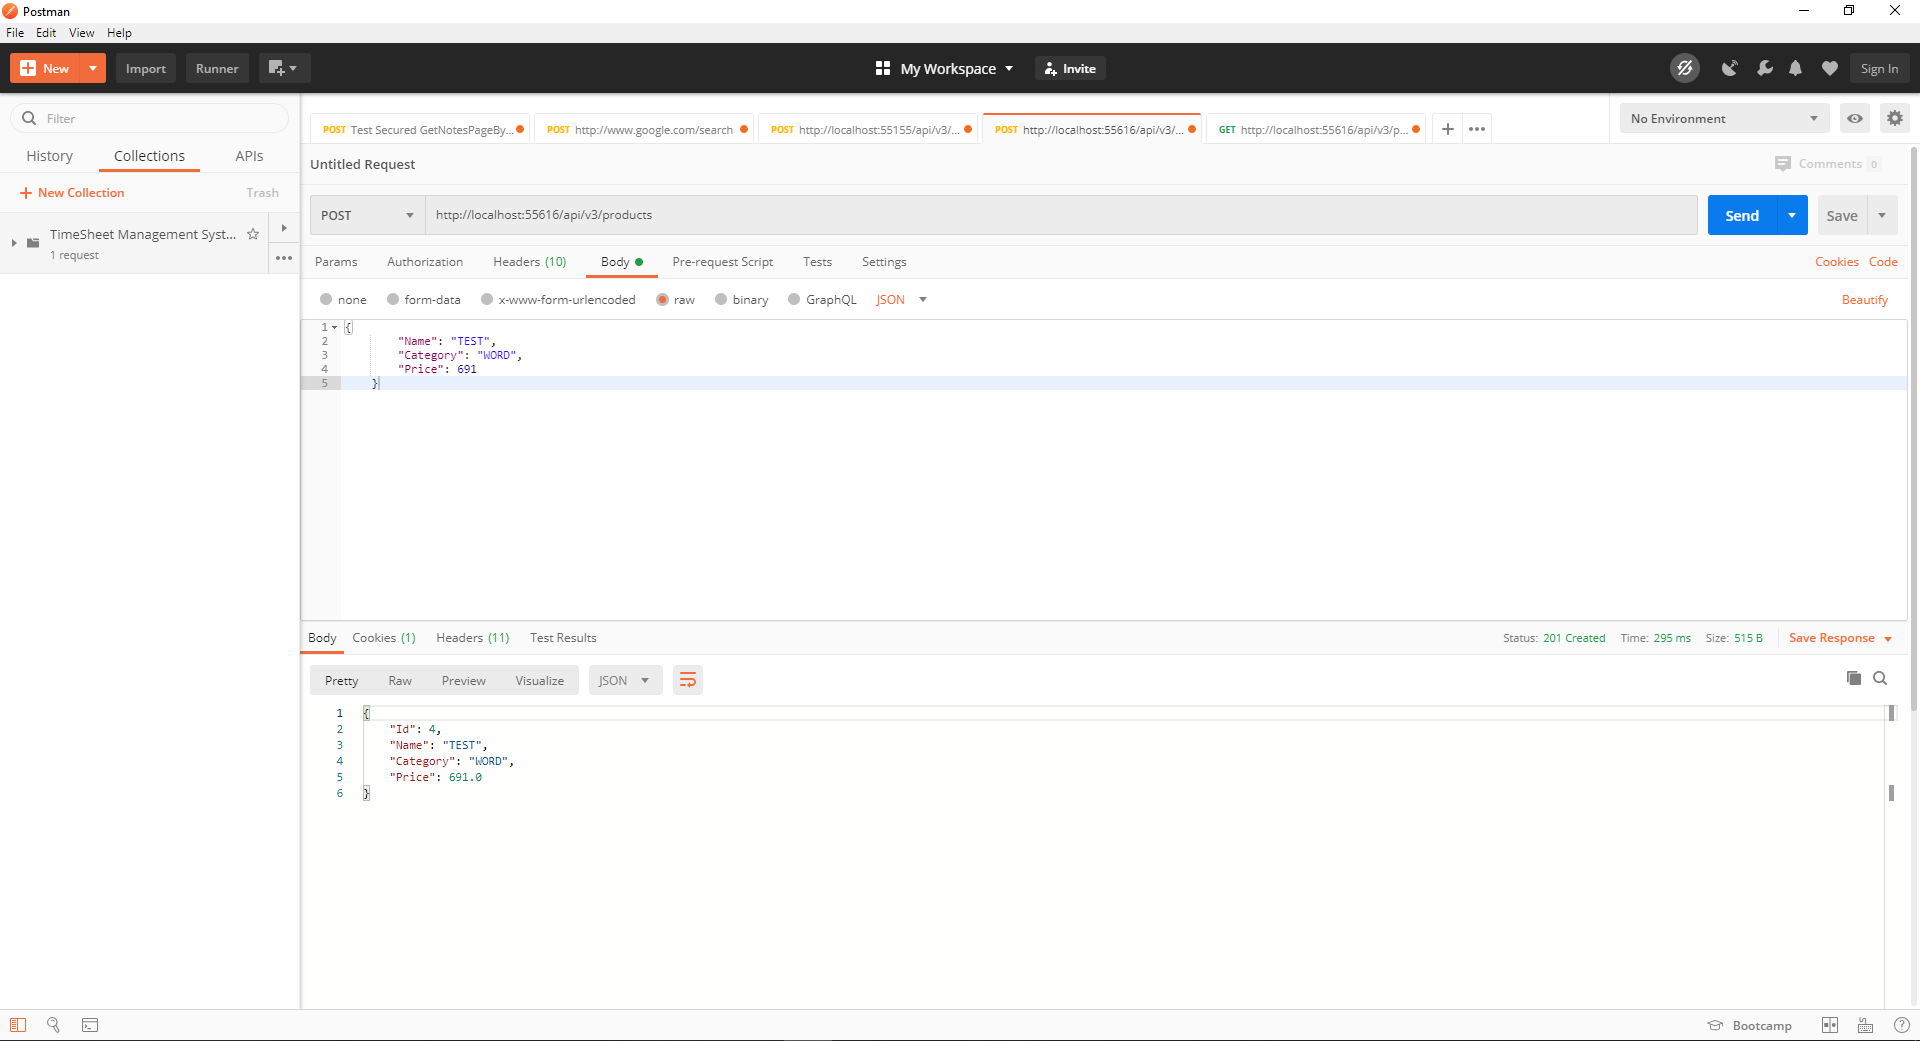 Postman
File Edit View Help
New Import Runner My Workspace Invite Sign In
Filter
History Collections APIs
New Collection Trash
TimeSheet Management Syst...
1 request
POST Test Secured GetNotesPageBy... POST http://www.google.com/search POST http://localhost:55155/api/v3/... POST http://localhost:55616/api/v3/... GET http://localhost:55616/api/v3/p... No Environment
Untitled Request Comments 0
POST http://localhost:55616/api/v3/products Send Save
Params Authorization Headers (10) Body Pre-request Script Tests Settings Cookies Code
none form-data x-www-form-urlencoded raw binary GraphQL JSON Beautify
1 {
2 "Name": "TEST",
3 "Category": "WORD",
4 "Price": 691
5 }
Body Cookies (1) Headers (11) Test Results Status: 201 Created Time: 295 ms Size: 515 B Save Response
Pretty Raw Preview Visualize JSON
1 {
2 "Id": 4,
3 "Name": "TEST",
4 "Category": "WORD",
5 "Price": 691.0
6 }
Bootcamp